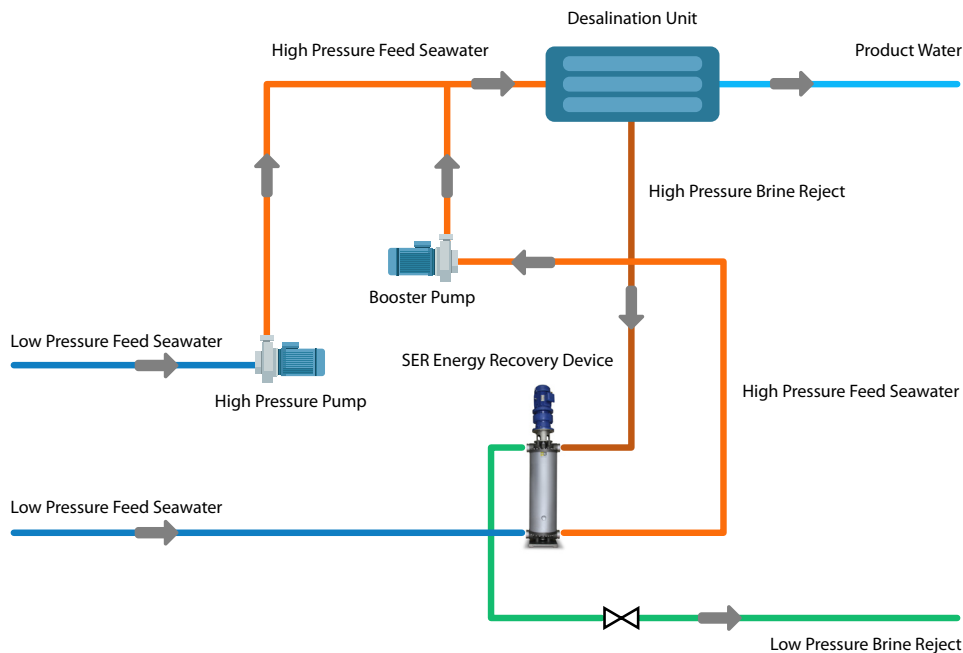 Desalination Unit
High Pressure Feed Seawater
Product Water
High Pressure Brine Reject
Booster Pump
Low Pressure Feed Seawater
SER Energy Recovery Device
High Pressure Pump
High Pressure Feed Seawater
Low Pressure Feed Seawater
Low Pressure Brine Reject